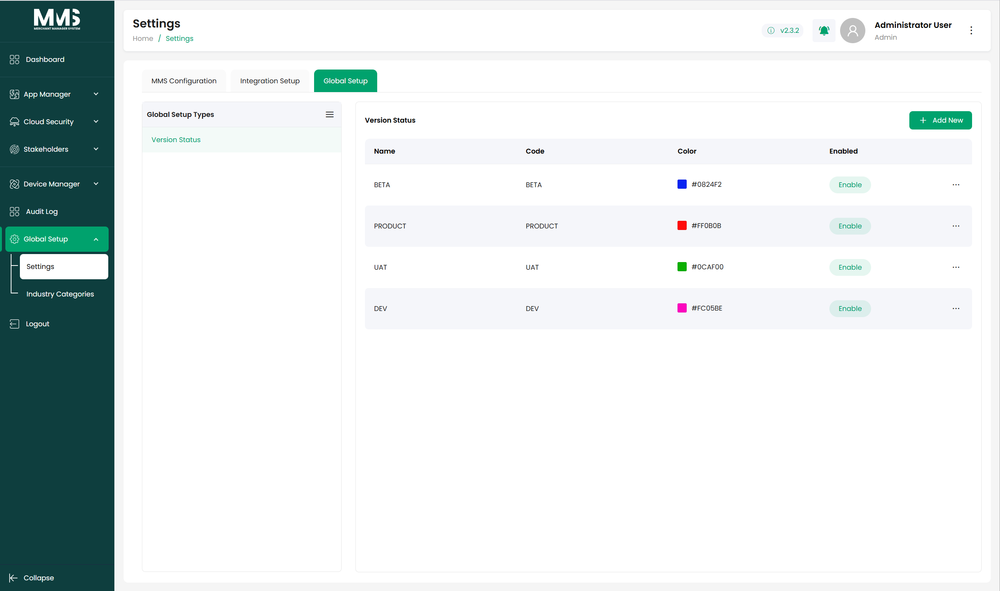 MMS
MERCHANT MANAGER SYSTEM
Dashboard
App Manager
Cloud Security
Stakeholders
Device Manager
Audit Log
Global Setup
Settings
Industry Categories
Logout
Collapse
Settings
Home / Settings
v2.3.2
Administrator User
Admin
MMS Configuration Integration Setup Global Setup
Global Setup Types
Version Status
Version Status
+ Add New
Name Code Color Enabled
BETA BETA #0824F2 Enable ...
PRODUCT PRODUCT #FF0B0B Enable ...
UAT UAT #0CAF00 Enable ...
DEV DEV #FC05BE Enable ...